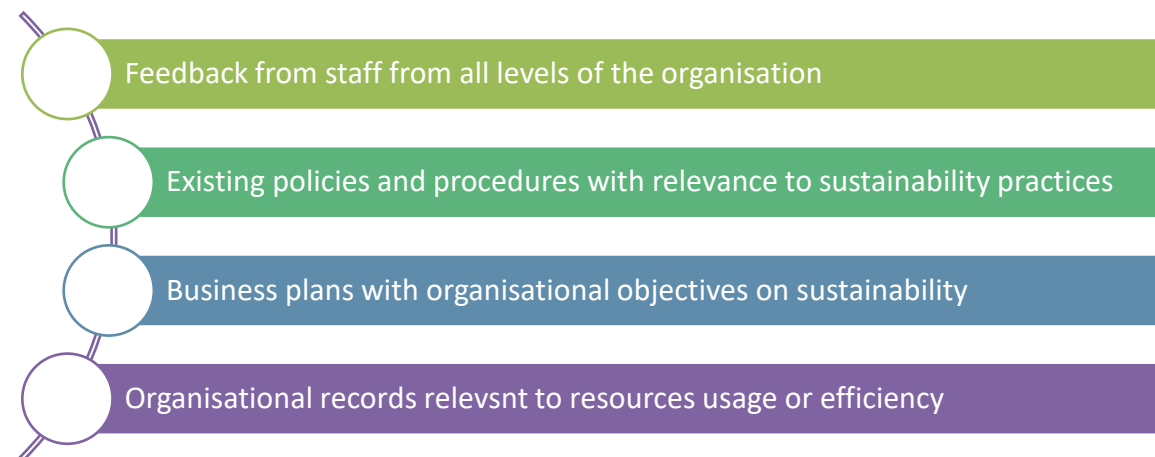 Feedback from staff from all levels of the organisation
Existing policies and procedures with relevance to sustainability practices
Business plans with organisational objectives on sustainability
Organisational records relevsnt to resources usage or efficiency